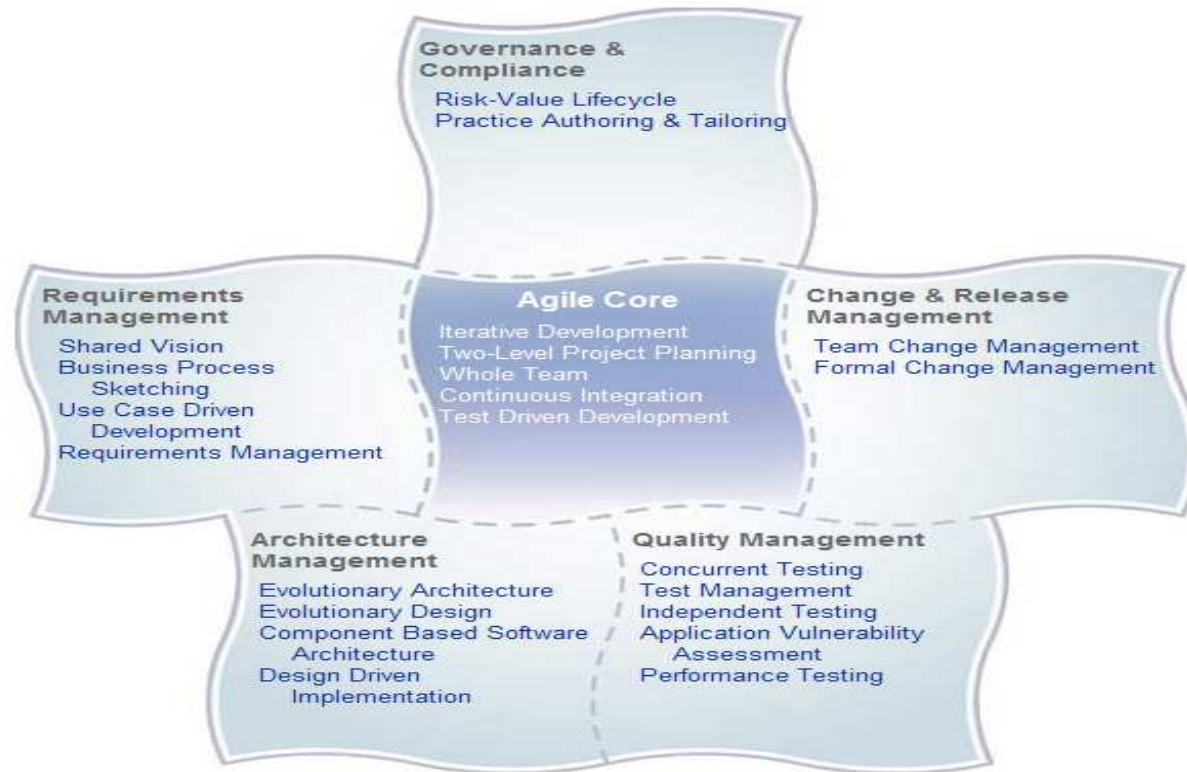 Governance &
Compliance
Risk-Value Lifecycle
Practice Authoring & Tailoring
Requirements
Management
Shared Vision
Business Process
Sketching
Use Case Driven
Development
Requirements Management
Agile Core
Iterative Development
Two-Level Project Planning
Whole Team
Continuous Integration
Test Driven Development
Change & Release
Management
Team Change Management
Formal Change Management
Architecture
Management
Evolutionary Architecture
Evolutionary Design
Component Based Software
Architecture
Design Driven
Implementation
Quality Management
Concurrent Testing
Test Management
Independent Testing
Application Vulnerability
Assessment
Performance Testing